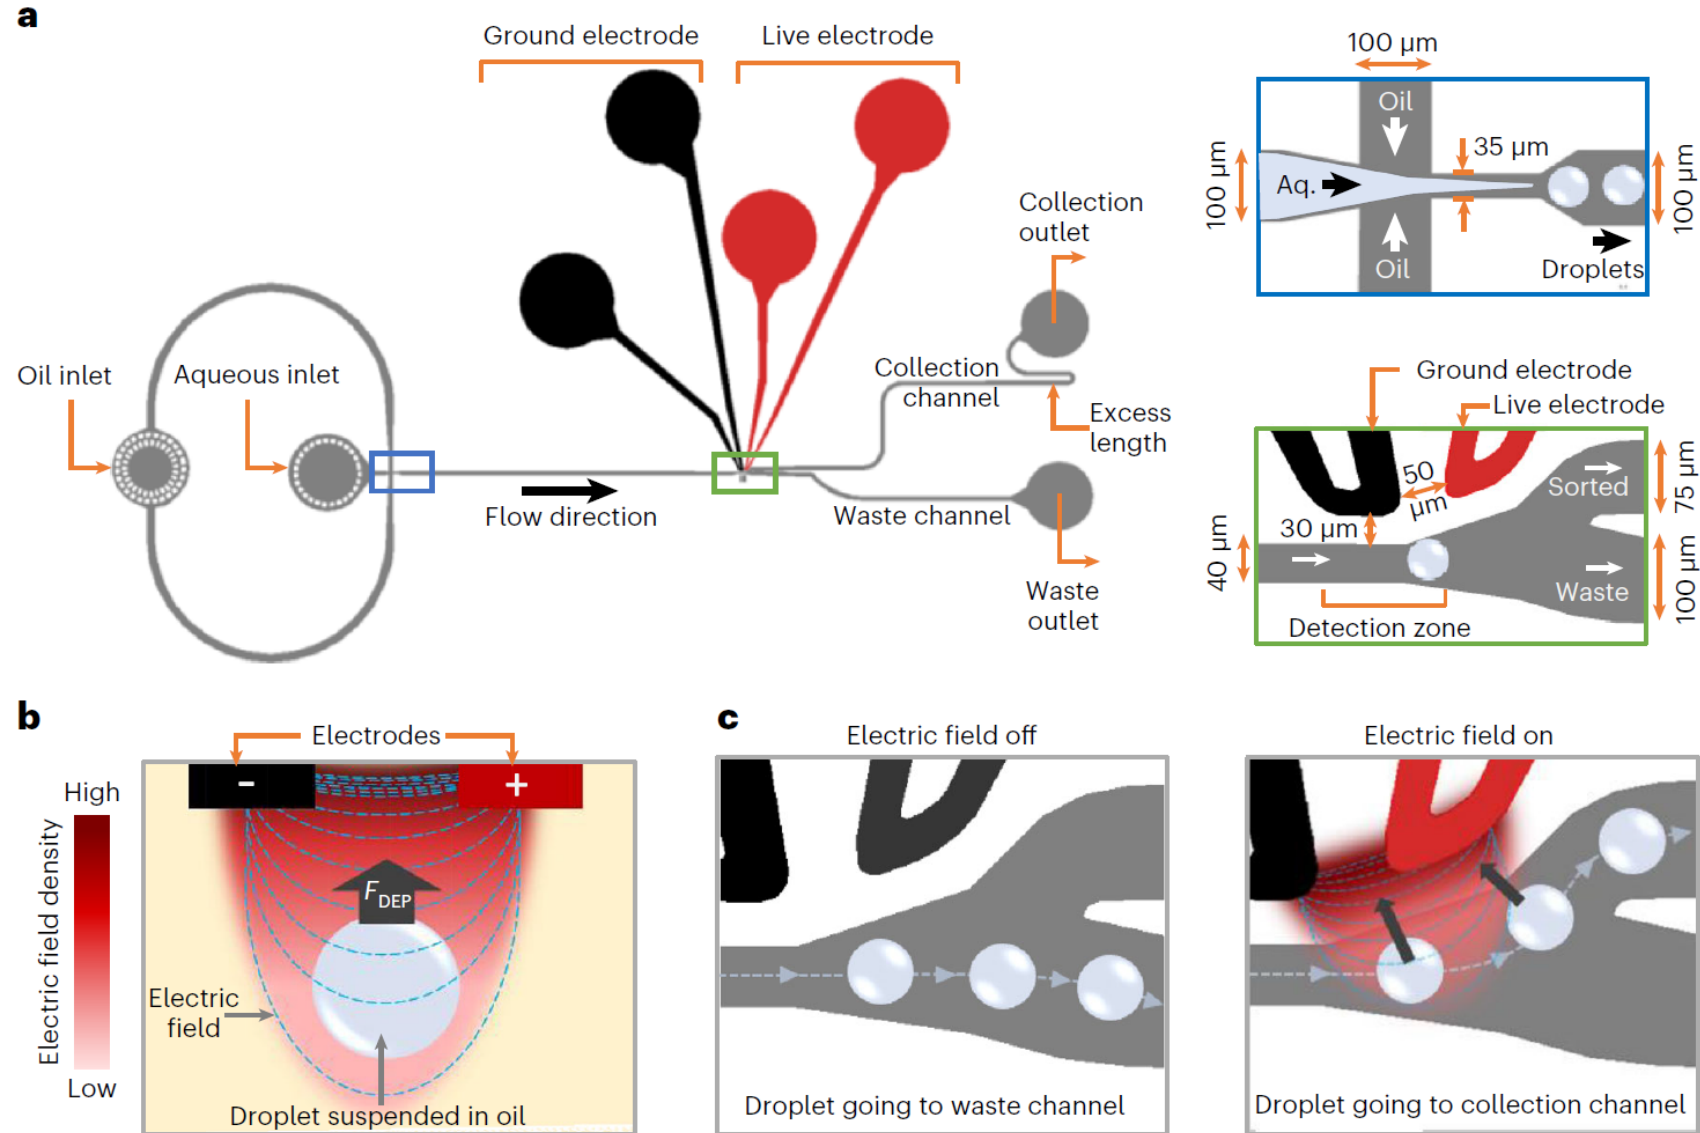 a
Ground electrode
Live electrode
Collection
outlet
Oil inlet
Aqueous inlet
Collection
channel
Excess
length
Flow direction
Waste channel
Waste
outlet
100 µm
Oil
35 µm
100 µm
Aq.
100 µm
Oil
Droplets
Ground electrode
Live electrode
50
µm
Sorted
75 µm
30 µm
40 µm
Waste
100 µm
Detection zone
b
Electrodes
High
Electric field density
Low
−
+
FDEP
Electric
field
Droplet suspended in oil
c
Electric field off
Droplet going to waste channel
Electric field on
Droplet going to collection channel